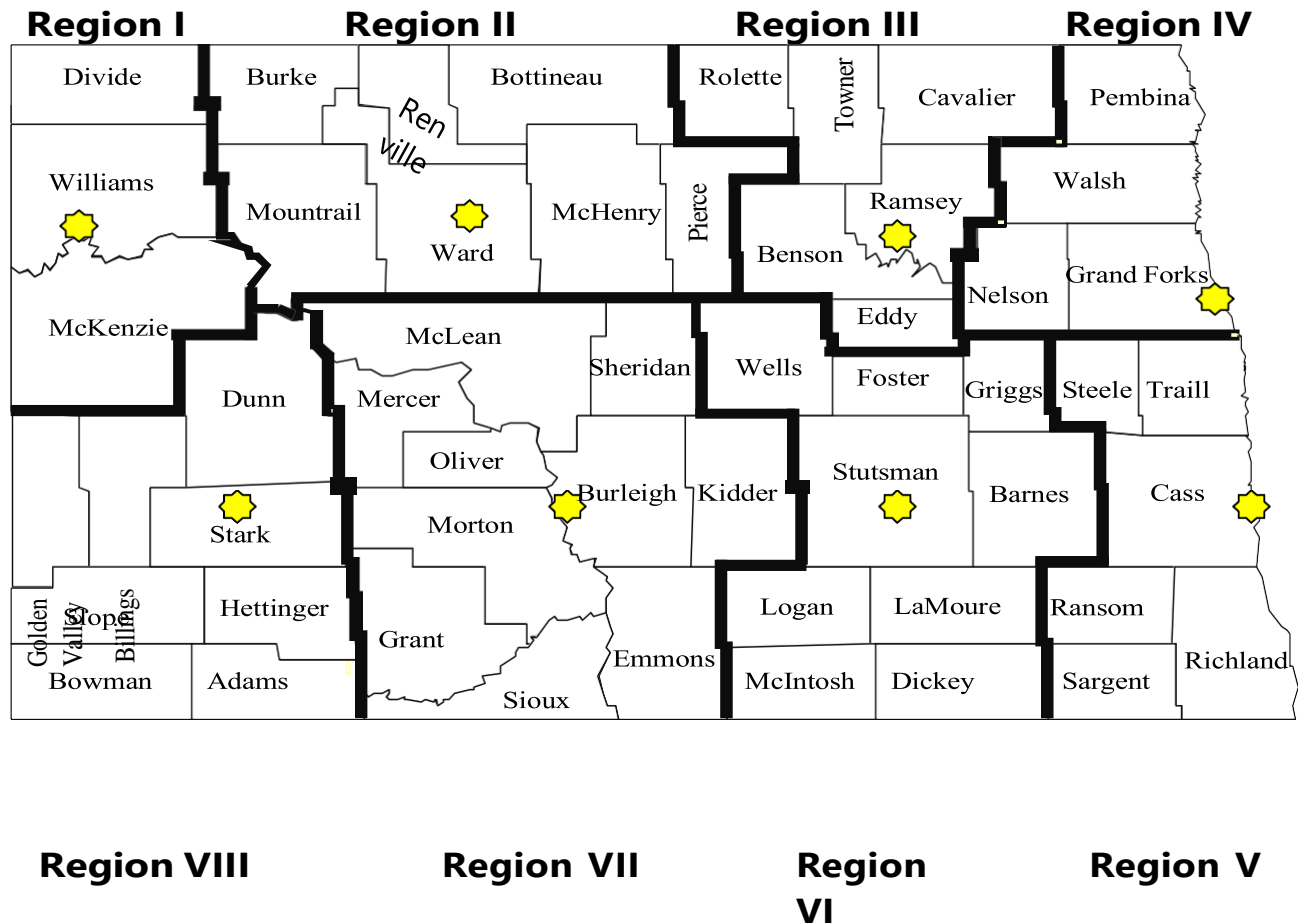 Region I
Region II
Region III
Region IV
Divide
Burke
Bottineau
Rolette
Towner
Cavalier
Pembina
Ren
ville
Williams
Mountrail
Ward
McHenry
Pierce
Ramsey
Walsh
Benson
Nelson
Grand Forks
McKenzie
McLean
Eddy
Sheridan
Wells
Foster
Griggs
Steele
Traill
Dunn
Mercer
Oliver
Burleigh
Kidder
Stutsman
Barnes
Cass
Stark
Morton
Golden
Valley
Billings
Slope
Hettinger
Grant
Emmons
Logan
LaMoure
Ransom
Richland
Bowman
Adams
Sioux
McIntosh
Dickey
Sargent
Region VIII
Region VII
Region
VI
Region V